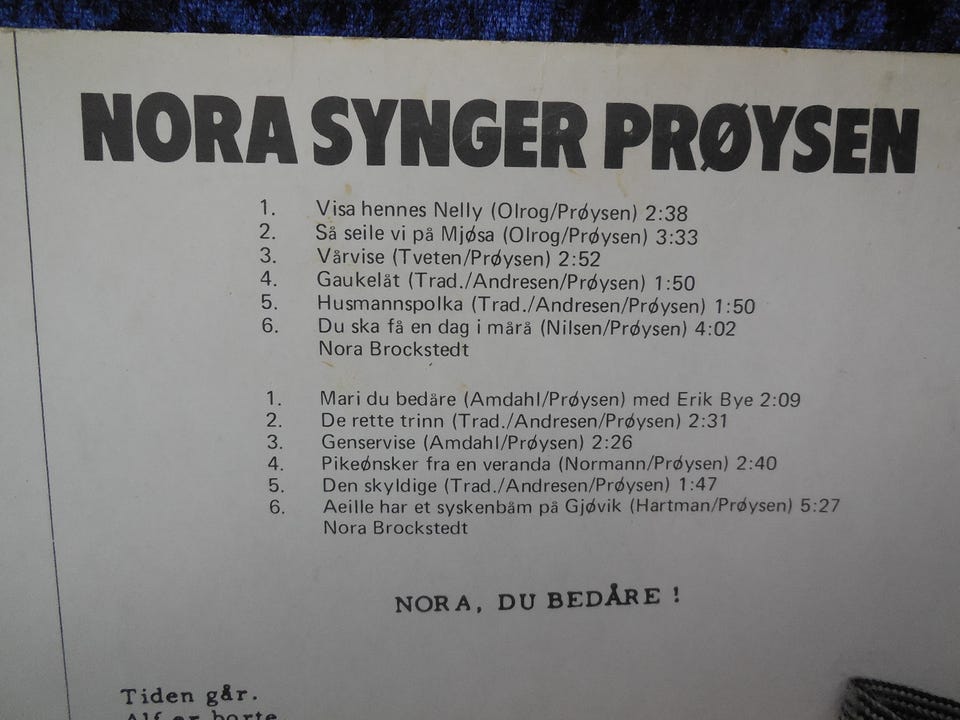 NORA SYNGER PRØYSEN
1. Visa hennes Nelly (Olrog/Prøysen) 2:38
2. Så seile vi på Mjøsa (Olrog/Prøysen) 3:33
3. Vårvise (Tveten/Prøysen) 2:52
4. Gaukelåt (Trad./Andresen/Prøysen) 1:50
5. Husmannspolka (Trad./Andresen/Prøysen) 1:50
6. Du ska få en dag i mårå (Nilsen/Prøysen) 4:02
Nora Brockstedt
1. Mari du bedåre (Amdahl/Prøysen) med Erik Bye 2:09
2. De rette trinn (Trad./Andresen/Prøysen) 2:31
3. Genservise (Amdahl/Prøysen) 2:26
4. Pikeønsker fra en veranda (Normann/Prøysen) 2:40
5. Den skyldige (Trad./Andresen/Prøysen) 1:47
6. Aeille har et syskenbåm på Gjøvik (Hartman/Prøysen) 5:27
Nora Brockstedt
NORA, DU BEDÅRE !
Tiden går.
Alf er borte